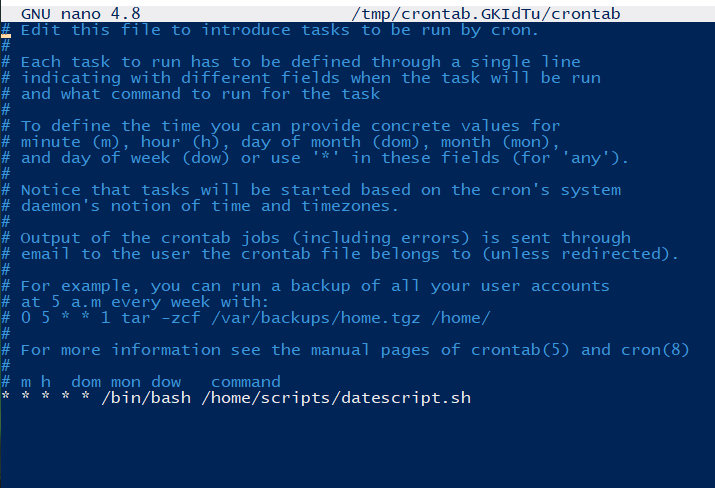 GNU nano 4.8 /tmp/crontab.GKIdTu/crontab
# Edit this file to introduce tasks to be run by cron.
#
# Each task to run has to be defined through a single line
# indicating with different fields when the task will be run
# and what command to run for the task
#
# To define the time you can provide concrete values for
# minute (m), hour (h), day of month (dom), month (mon),
# and day of week (dow) or use '*' in these fields (for 'any').
#
# Notice that tasks will be started based on the cron's system
# daemon's notion of time and timezones.
#
# Output of the crontab jobs (including errors) is sent through
# email to the user the crontab file belongs to (unless redirected).
#
# For example, you can run a backup of all your user accounts
# at 5 a.m every week with:
# 0 5 * * 1 tar -zcf /var/backups/home.tgz /home/
#
# For more information see the manual pages of crontab(5) and cron(8)
#
# m h  dom mon dow   command
* * * * * /bin/bash /home/scripts/datescript.sh